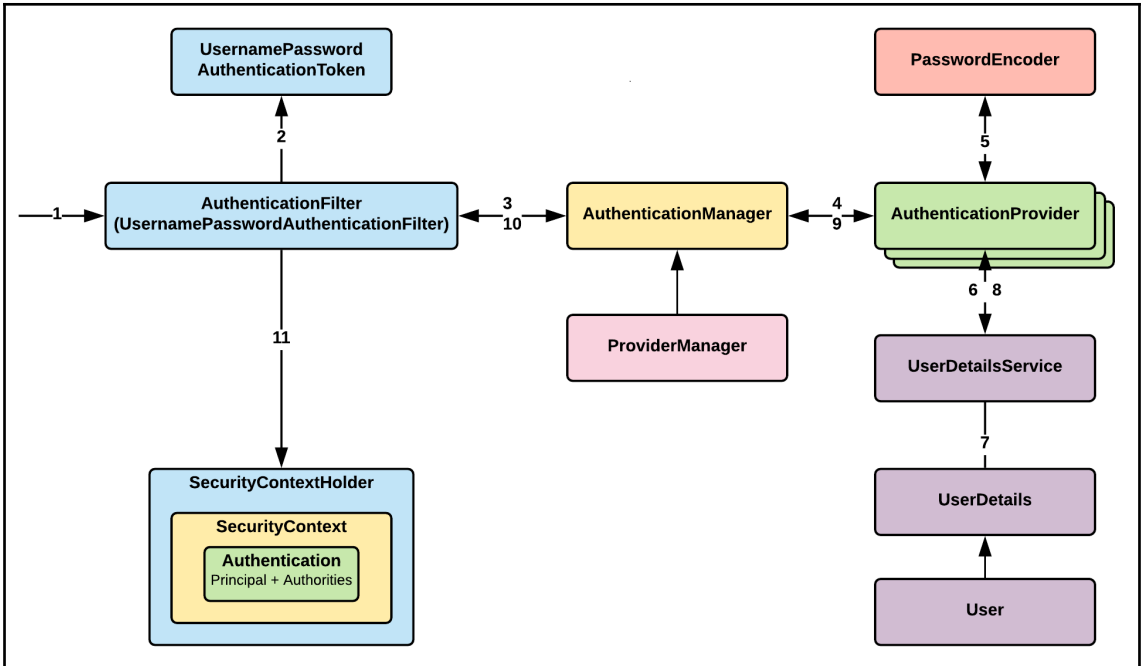 UsernamePassword
AuthenticationToken
PasswordEncoder
2
5
1
AuthenticationFilter
(UsernamePasswordAuthenticationFilter)
3
10
AuthenticationManager
4
9
AuthenticationProvider
6 8
11
ProviderManager
UserDetailsService
7
SecurityContextHolder
SecurityContext
Authentication
Principal + Authorities
UserDetails
User